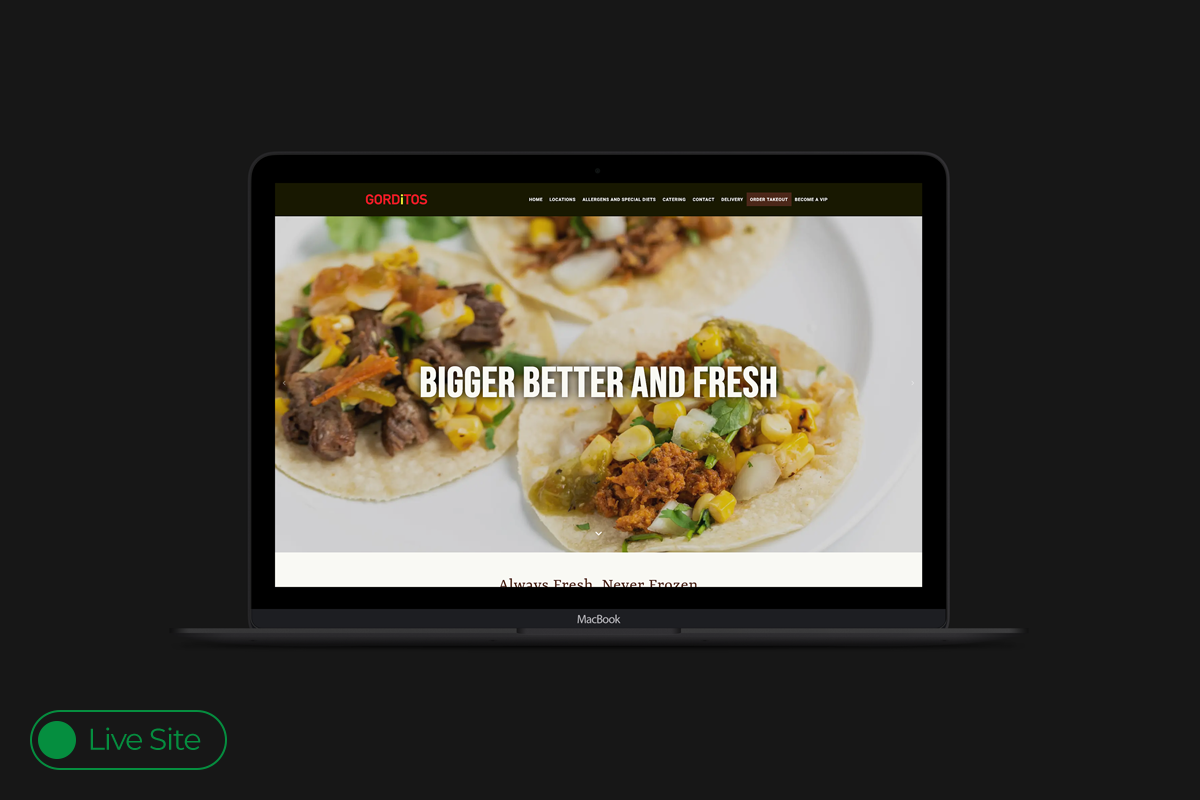 GORDiTOS
HOME LOCATIONS ALLERGENS AND SPECIAL DIETS CATERING CONTACT DELIVERY ORDER TAKEOUT BECOME A VIP
BIGGER BETTER AND FRESH
Always Fresh, Never Frozen
MacBook
Live Site